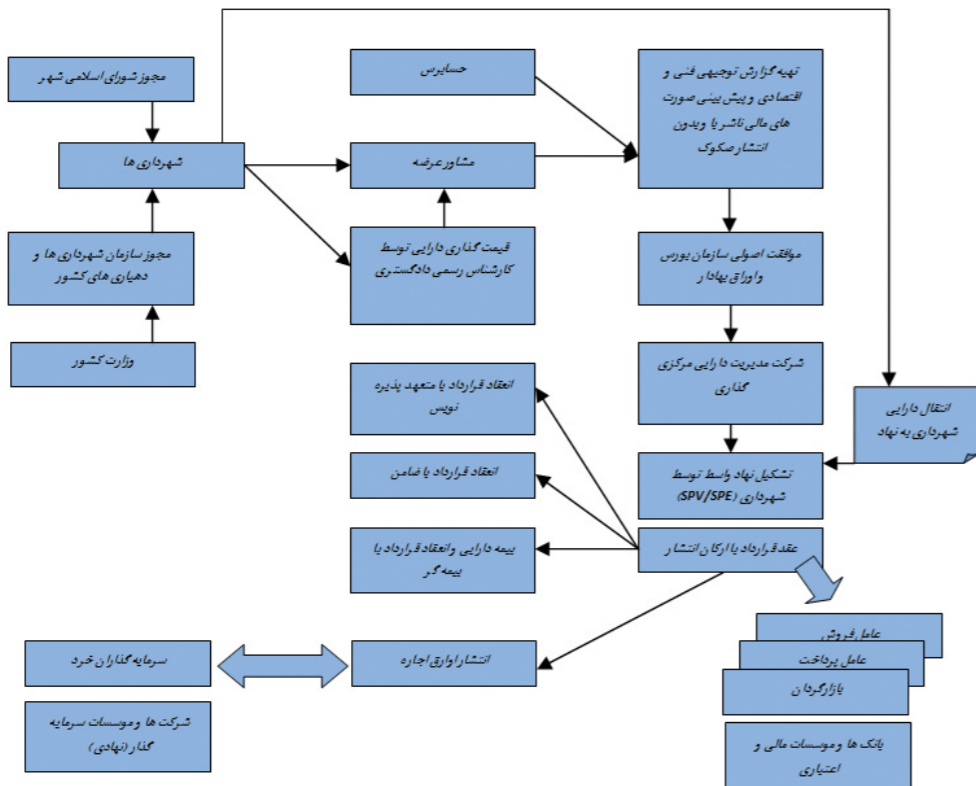 مجوز شورای اسلامی شهر
شهرداری ها
مجوز سازمان شهرداری ها و
دهیاری های کشور
وزارت کشور
حسابرس
مشاور عرضه
قیمت گذاری دارایی توسط
کارشناس رسمی دادگستری
تهیه گزارش توجیهی فنی و
اقتصادی و پیش بینی صورت
های مالی ناشر با و بدون
انتشار صکوک
موافقت اصولی سازمان بورس
و اوراق بهادار
شرکت مدیریت دارایی مرکزی
گذاری
انتقال دارایی
شهرداری به نهاد
تشکیل نهاد واسط توسط
شهرداری (SPV/SPE)
عقد قرارداد با ارکان انتشار
انعقاد قرارداد با متعهد پذیره
نویس
انعقاد قرارداد با ضامن
بیمه دارایی و انعقاد قرارداد با
بیمه گر
انتشار اوارق اجاره
سرمایه گذاران خرد
شرکت ها و موسسات سرمایه
گذار (نهادی)
عامل فروش
عامل پرداخت
بازارگردان
بانک ها و موسسات مالی و
اعتباری